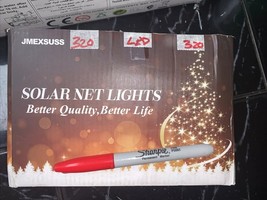 JMEXSUSS
320
LED
320
SOLAR NET LIGHTS
Better Quality,Better Life
Sharpie